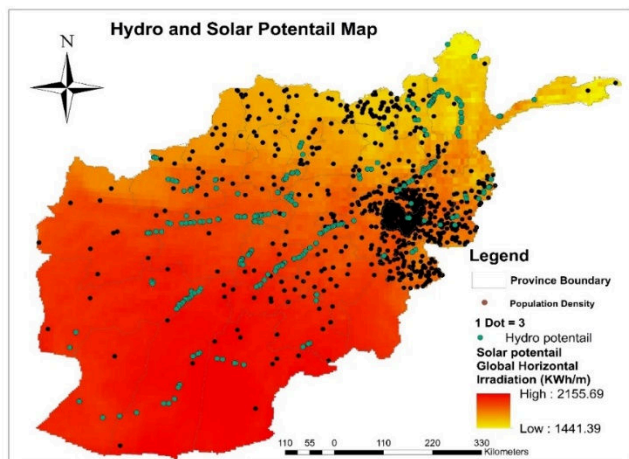 Hydro and Solar Potentail Map
N
Legend
Province Boundary
Population Density
1 Dot = 3
Hydro potentail
Solar potentail
Global Horizontal
Irradiation (KWh/m)
High : 2155.69
Low : 1441.39
110 55 0 110 220 330
Kilometers